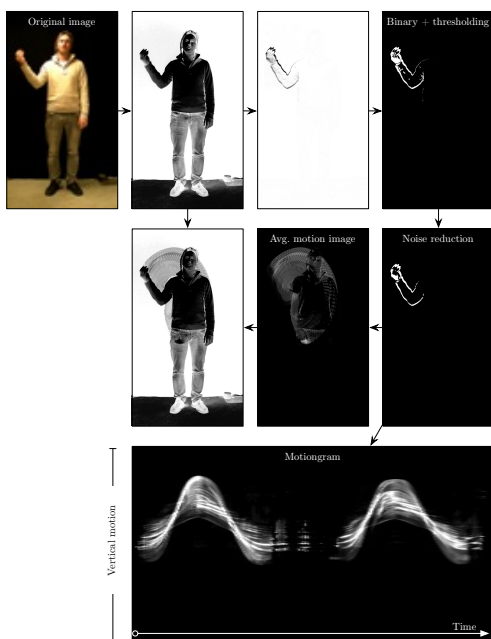 Original image
Binary + thresholding
Avg. motion image
Noise reduction
Motiongram
Vertical motion
Time